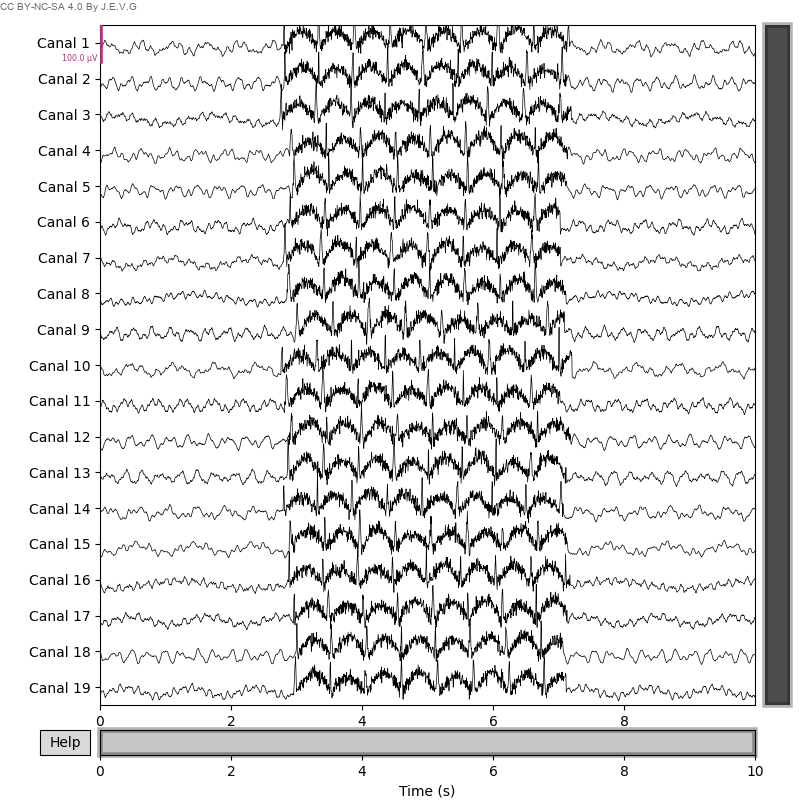 CC BY-NC-SA 4.0 By J.E.V.G
Canal 1
100.0 µV
Canal 2
Canal 3
Canal 4
Canal 5
Canal 6
Canal 7
Canal 8
Canal 9
Canal 10
Canal 11
Canal 12
Canal 13
Canal 14
Canal 15
Canal 16
Canal 17
Canal 18
Canal 19
0 2 4 6 8
Help
0 2 4 6 8 10
Time (s)